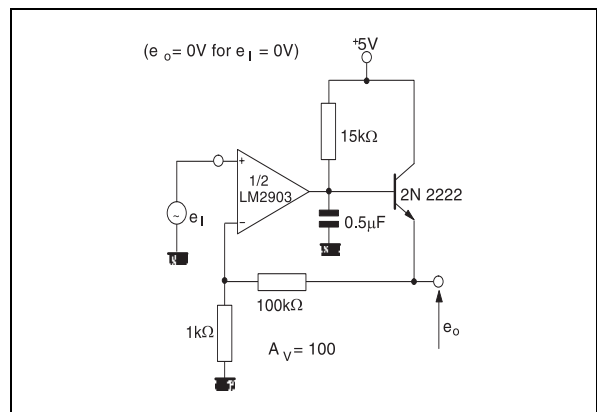 (e o = 0V for e I = 0V)
+5V
15kΩ
+
1/2
LM2903
−
2N 2222
0.5µF
~
e I
100kΩ
1kΩ
A V = 100
e o